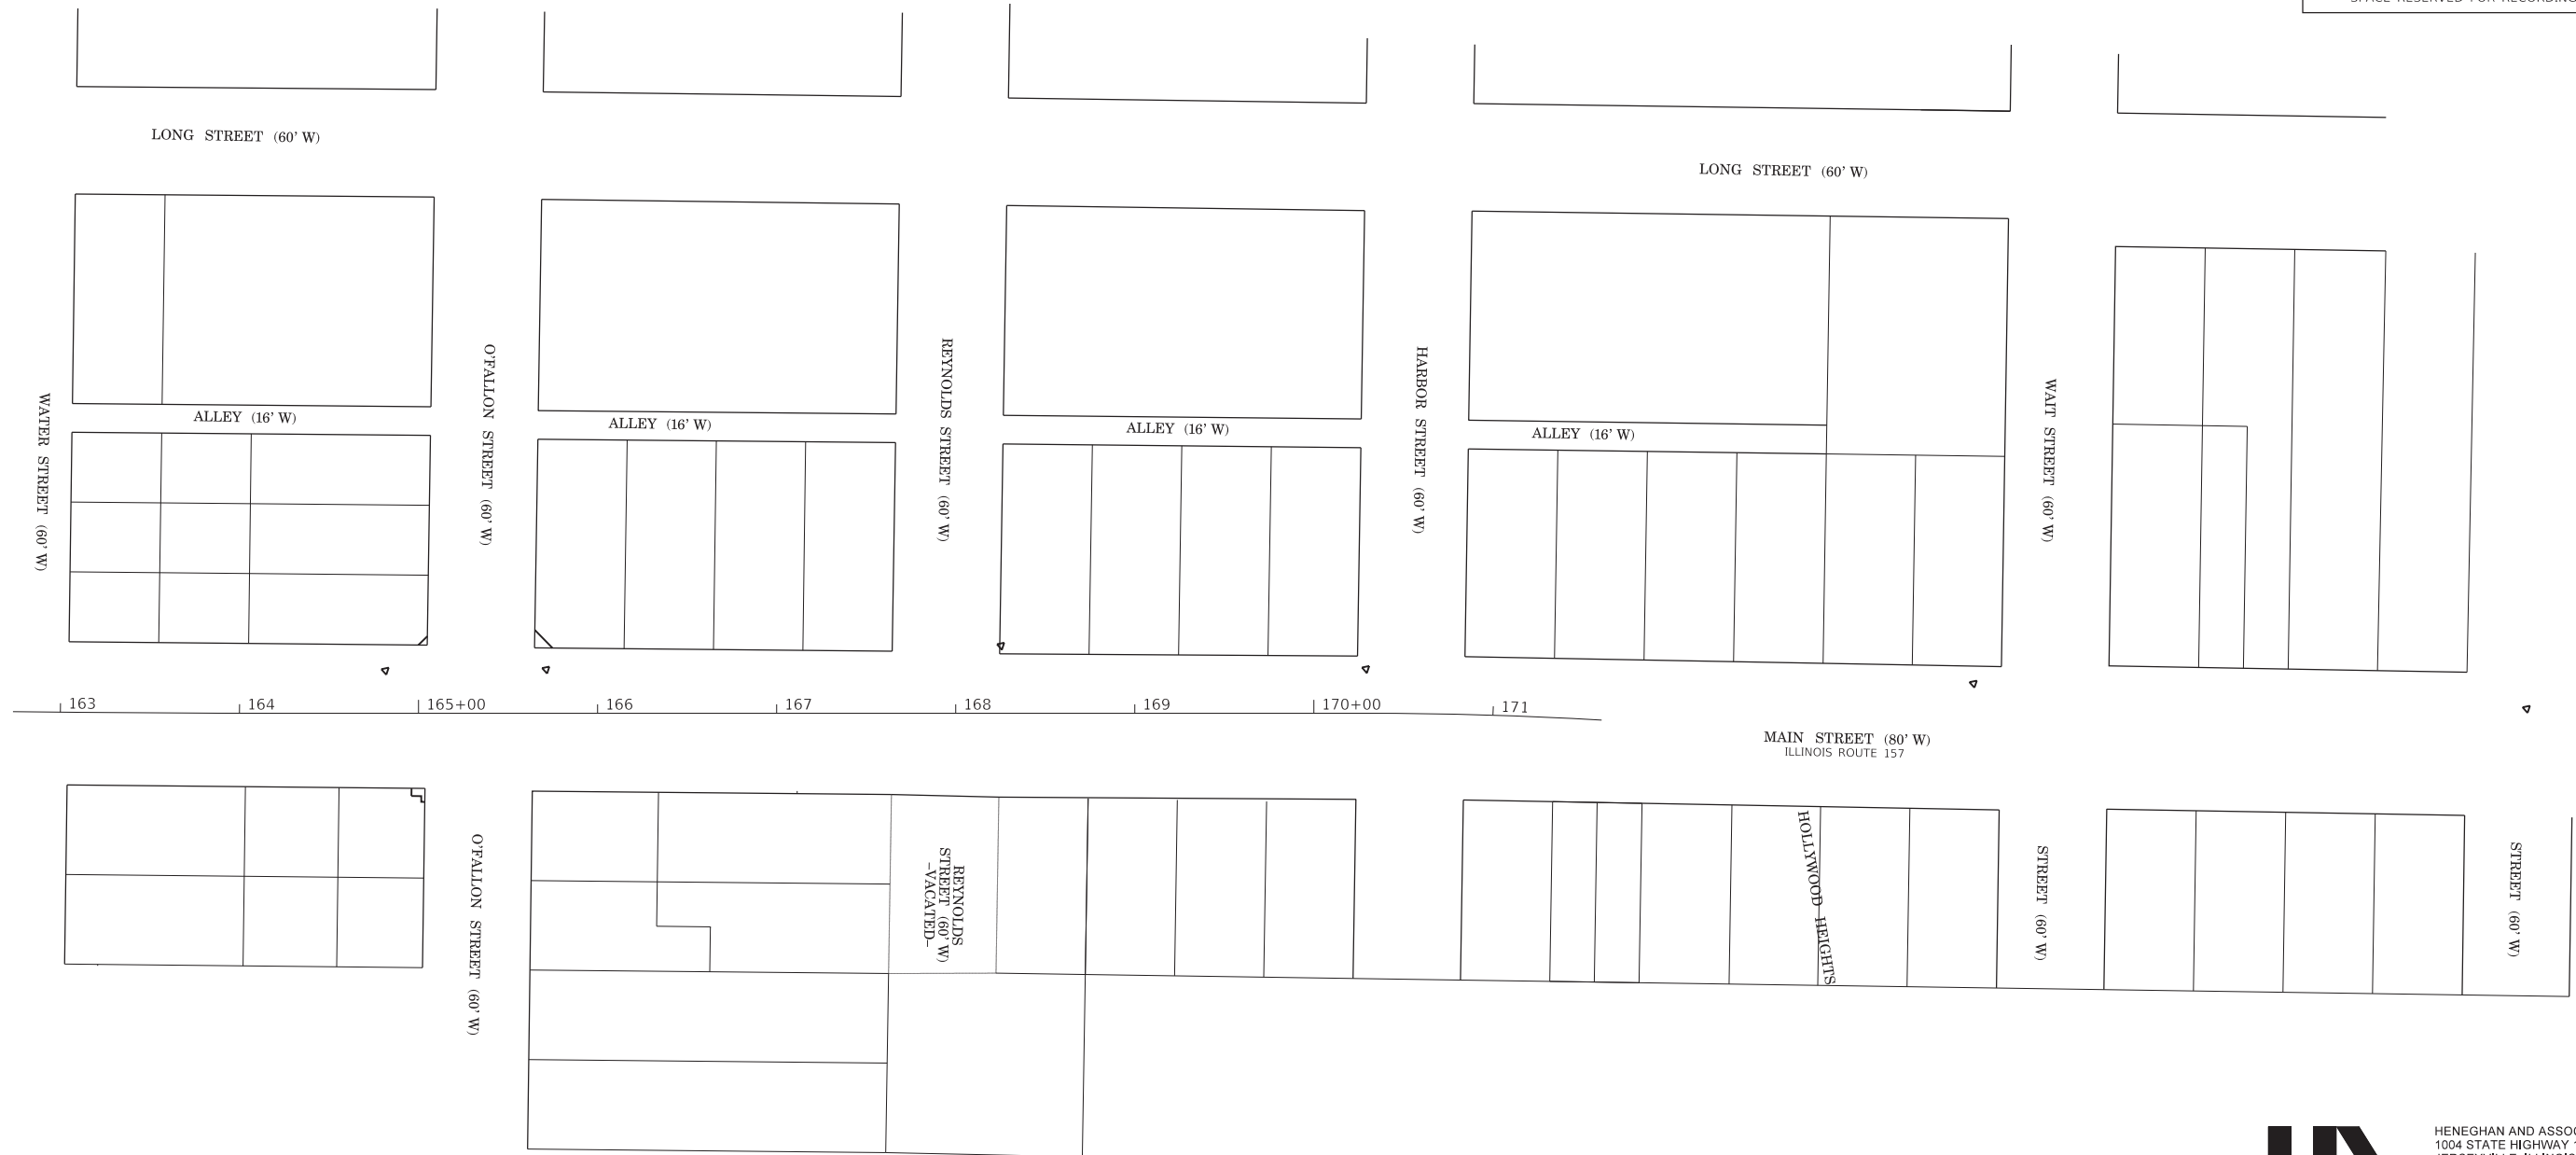 LONG STREET (60' W)
LONG STREET (60' W)
WATER STREET (60' W)
O'FALLON STREET (60' W)
REYNOLDS STREET (60' W)
HARBOR STREET (60' W)
WAIT STREET (60' W)
ALLEY (16' W)
ALLEY (16' W)
ALLEY (16' W)
ALLEY (16' W)
163
164
165+00
166
167
168
169
170+00
171
MAIN STREET (80' W)
ILLINOIS ROUTE 157
O'FALLON STREET (60' W)
REYNOLDS
STREET (60' W)
-VACATED-
HOLLYWOOD HEIGHTS
STREET (60' W)
STREET (60' W)
HENEGHAN AND ASSOC
1004 STATE HIGHWAY 1